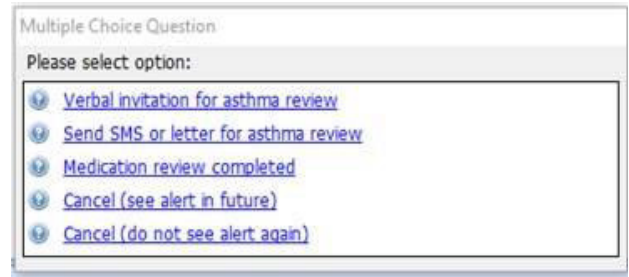 Multiple Choice Question
Please select option:
Verbal invitation for asthma review
Send SMS or letter for asthma review
Medication review completed
Cancel (see alert in future)
Cancel (do not see alert again)